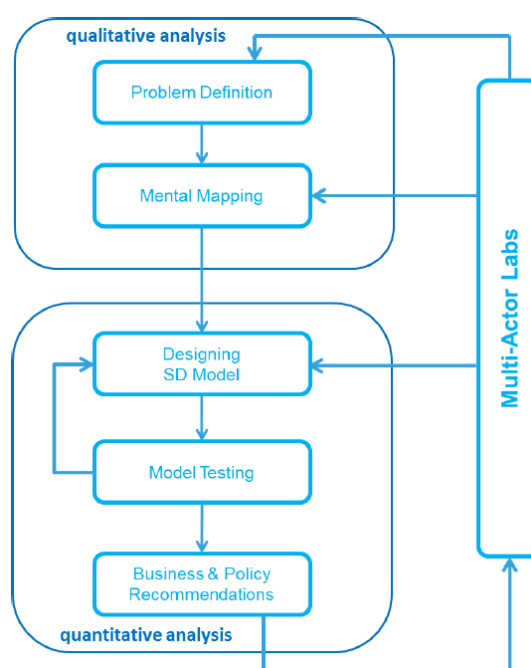 qualitative analysis
Problem Definition
Mental Mapping
Designing
SD Model
Model Testing
Business & Policy
Recommendations
quantitative analysis
Multi-Actor Labs